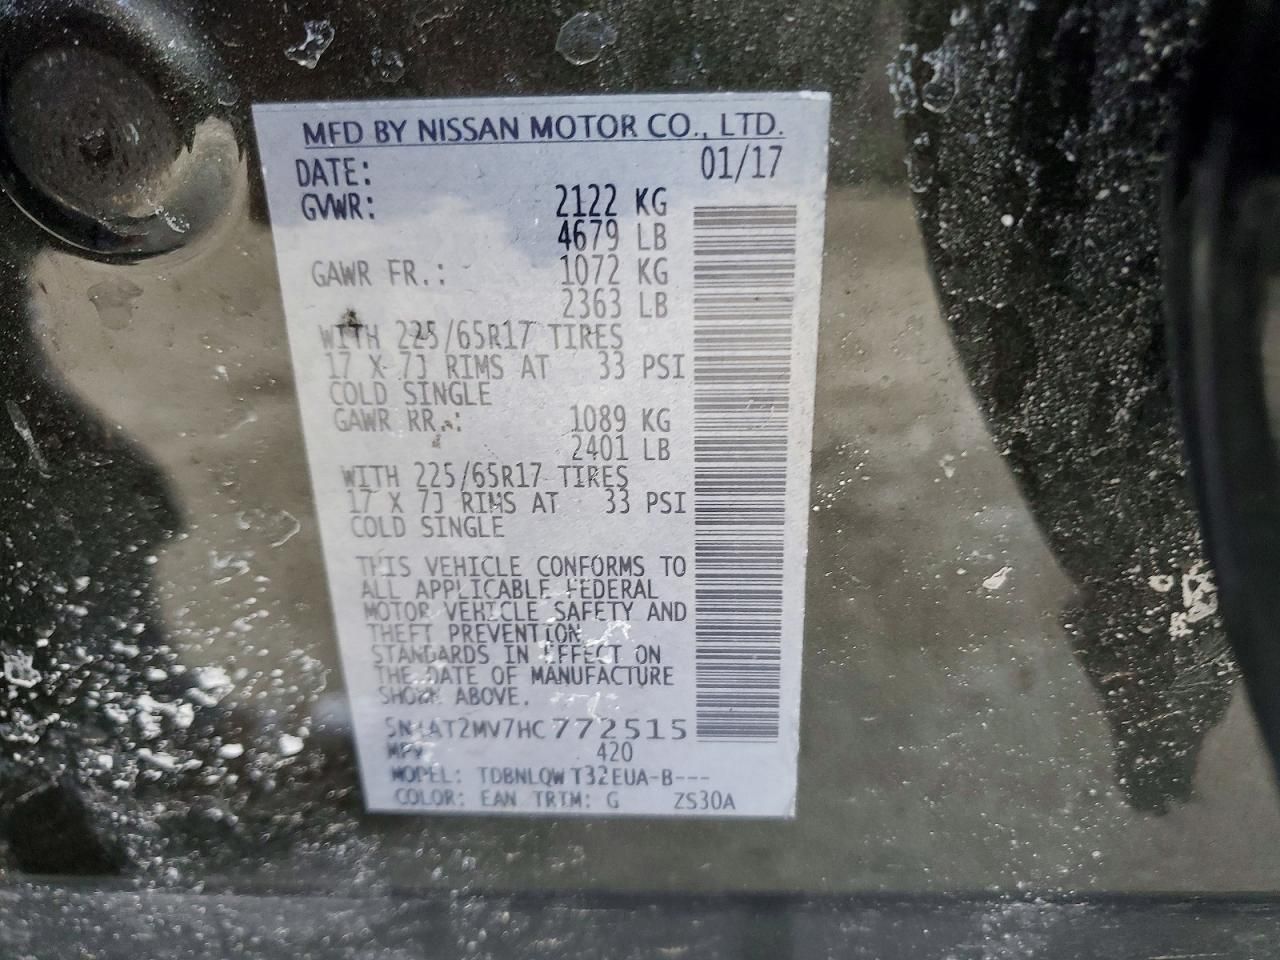 MFD BY NISSAN MOTOR CO., LTD.
DATE: 01/17
GVWR: 2122 KG
4679 LB
GAWR FR.: 1072 KG
2363 LB
WITH 225/65R17 TIRES
17 X 7J RIMS AT 33 PSI
COLD SINGLE
GAWR RR.: 1089 KG
2401 LB
WITH 225/65R17 TIRES
17 X 7J RIMS AT 33 PSI
COLD SINGLE
THIS VEHICLE CONFORMS TO
ALL APPLICABLE FEDERAL
MOTOR VEHICLE SAFETY AND
THEFT PREVENTION
STANDARDS IN EFFECT ON
THE DATE OF MANUFACTURE
SHOWN ABOVE.
5N1AT2MV7HC772515
MPV 420
MODEL: TDBNLQW T32EUA-B---
COLOR: EAN TRIM: G ZS30A